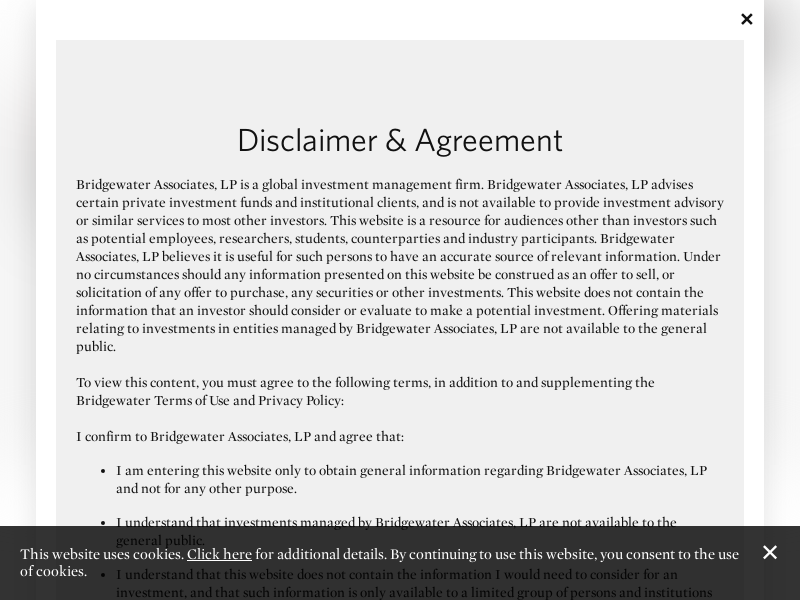 Disclaimer & Agreement
Bridgewater Associates, LP is a global investment management firm. Bridgewater Associates, LP advises
certain private investment funds and institutional clients, and is not available to provide investment advisory
or similar services to most other investors. This website is a resource for audiences other than investors such
as potential employees, researchers, students, counterparties and industry participants. Bridgewater
Associates, LP believes it is useful for such persons to have an accurate source of relevant information. Under
no circumstances should any information presented on this website be construed as an offer to sell, or
solicitation of any offer to purchase, any securities or other investments. This website does not contain the
information that an investor should consider or evaluate to make a potential investment. Offering materials
relating to investments in entities managed by Bridgewater Associates, LP are not available to the general
public.
To view this content, you must agree to the following terms, in addition to and supplementing the
Bridgewater Terms of Use and Privacy Policy:
I confirm to Bridgewater Associates, LP and agree that:
• I am entering this website only to obtain general information regarding Bridgewater Associates, LP
and not for any other purpose.
• I understand that investments managed by Bridgewater Associates, LP are not available to the
general public.
• I understand that this website does not contain the information I would need to consider for an
investment, and that such information is only available to a limited group of persons and institutions
This website uses cookies. Click here for additional details. By continuing to use this website, you consent to the use
of cookies.